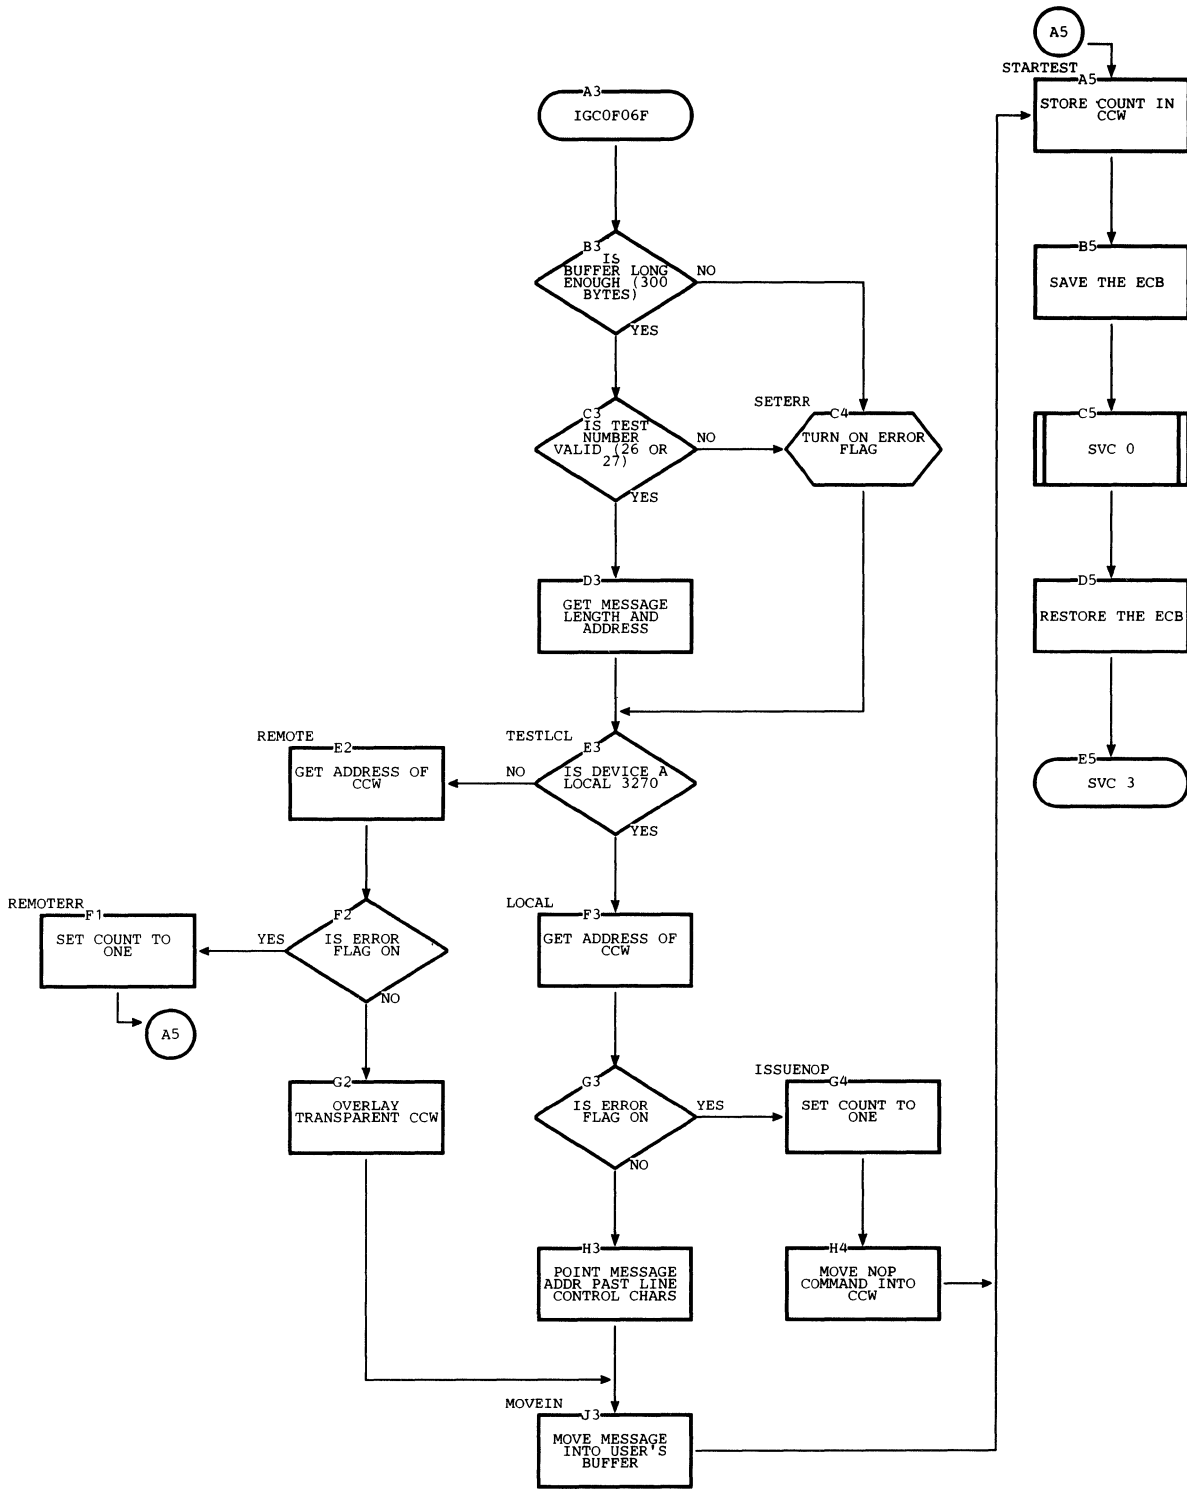 A5
STARTEST
A5
STORE COUNT IN
CCW
A3
IGC0F06F
B3
IS
BUFFER LONG
ENOUGH (300
BYTES)
NO
YES
B5
SAVE THE ECB
C3
IS TEST
NUMBER
VALID (26 OR
27)
NO
YES
SETERR
C4
TURN ON ERROR
FLAG
C5
SVC 0
D3
GET MESSAGE
LENGTH AND
ADDRESS
D5
RESTORE THE ECB
REMOTE
E2
GET ADDRESS OF
CCW
TESTLCL
E3
IS DEVICE A
LOCAL 3270
NO
YES
E5
SVC 3
REMOTERR
F1
SET COUNT TO
ONE
A5
F2
IS ERROR
FLAG ON
YES
NO
LOCAL
F3
GET ADDRESS OF
CCW
G2
OVERLAY
TRANSPARENT CCW
G3
IS ERROR
FLAG ON
YES
NO
ISSUENOP
G4
SET COUNT TO
ONE
H3
POINT MESSAGE
ADDR PAST LINE
CONTROL CHARS
H4
MOVE NOP
COMMAND INTO
CCW
MOVEIN
J3
MOVE MESSAGE
INTO USER'S
BUFFER